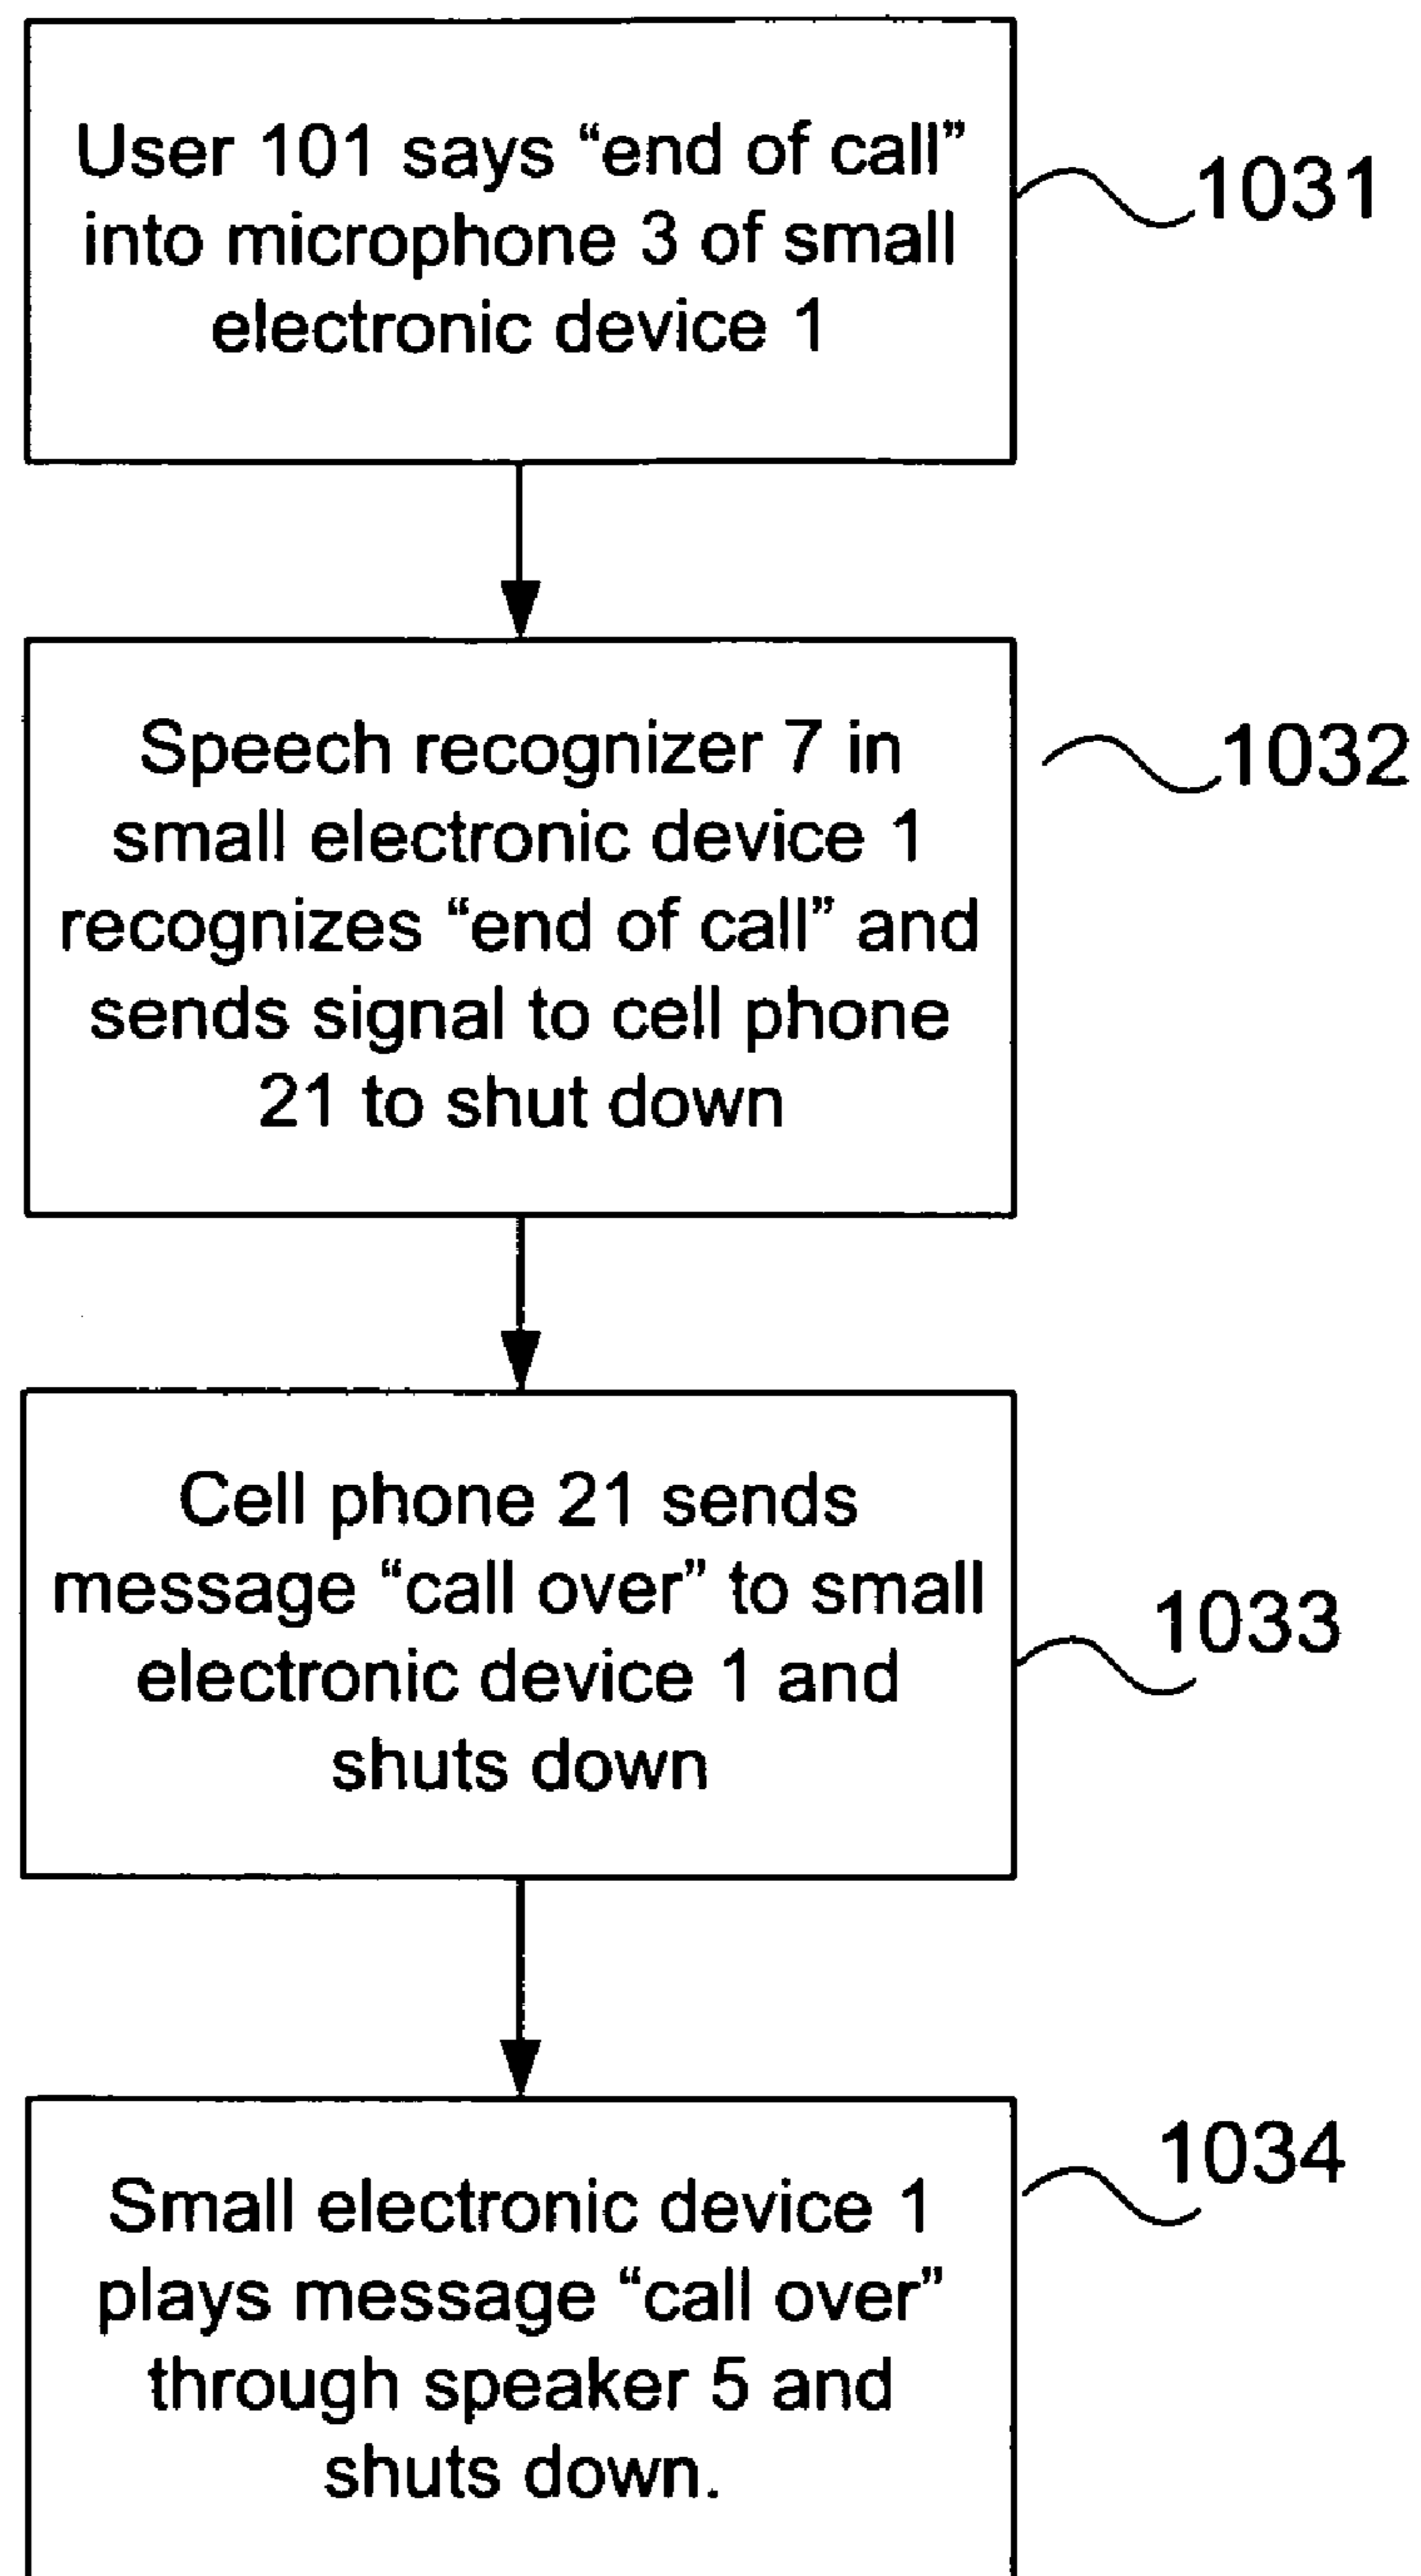 User 101 says “end of call”
into microphone 3 of small
electronic device 1
1031
Speech recognizer 7 in
small electronic device 1
recognizes “end of call” and
sends signal to cell phone
21 to shut down
1032
Cell phone 21 sends
message “call over” to small
electronic device 1 and
shuts down
1033
Small electronic device 1
plays message “call over”
through speaker 5 and
shuts down.
1034